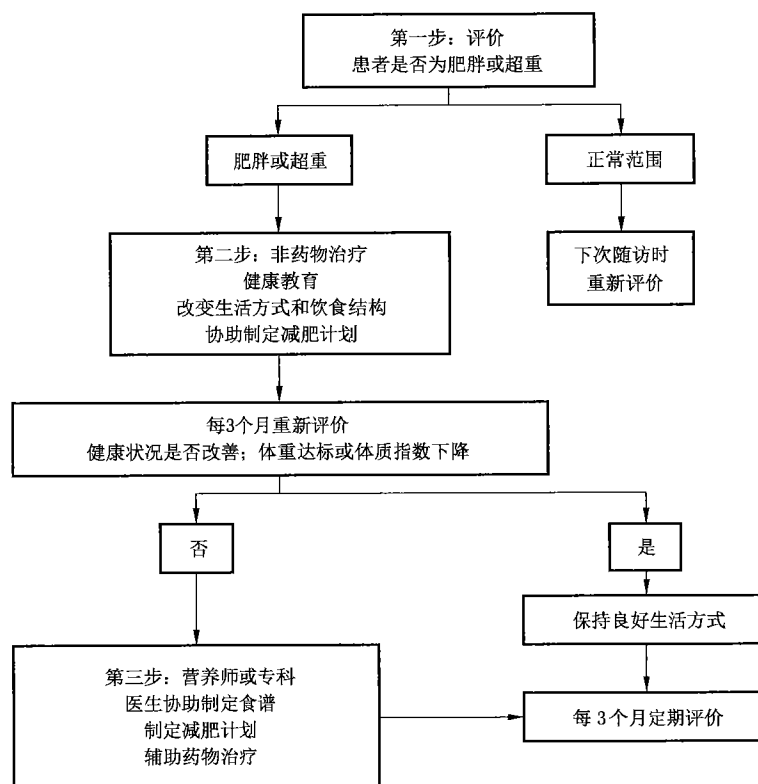 第一步：评价
患者是否为肥胖或超重
肥胖或超重
正常范围
第二步：非药物治疗
健康教育
改变生活方式和饮食结构
协助制定减肥计划
下次随访时
重新评价
每3个月重新评价
健康状况是否改善；体重达标或体质指数下降
否
是
保持良好生活方式
第三步：营养师或专科
医生协助制定食谱
制定减肥计划
辅助药物治疗
每3个月定期评价